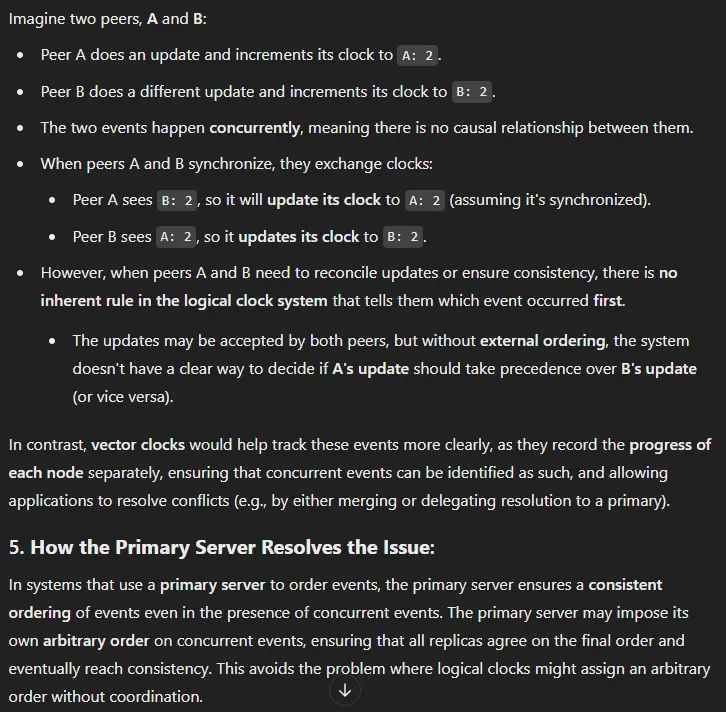 Imagine two peers, A and B:
• Peer A does an update and increments its clock to A: 2.
• Peer B does a different update and increments its clock to B: 2.
• The two events happen concurrently, meaning there is no causal relationship between them.
• When peers A and B synchronize, they exchange clocks:
• Peer A sees B: 2, so it will update its clock to A: 2 (assuming it's synchronized).
• Peer B sees A: 2, so it updates its clock to B: 2.
• However, when peers A and B need to reconcile updates or ensure consistency, there is no
inherent rule in the logical clock system that tells them which event occurred first.
• The updates may be accepted by both peers, but without external ordering, the system
doesn't have a clear way to decide if A's update should take precedence over B's update
(or vice versa).
In contrast, vector clocks would help track these events more clearly, as they record the progress of
each node separately, ensuring that concurrent events can be identified as such, and allowing
applications to resolve conflicts (e.g., by either merging or delegating resolution to a primary).
5. How the Primary Server Resolves the Issue:
In systems that use a primary server to order events, the primary server ensures a consistent
ordering of events even in the presence of concurrent events. The primary server may impose its
own arbitrary order on concurrent events, ensuring that all replicas agree on the final order and
eventually reach consistency. This avoids the problem where logical clocks might assign an arbitrary
order without coordination.